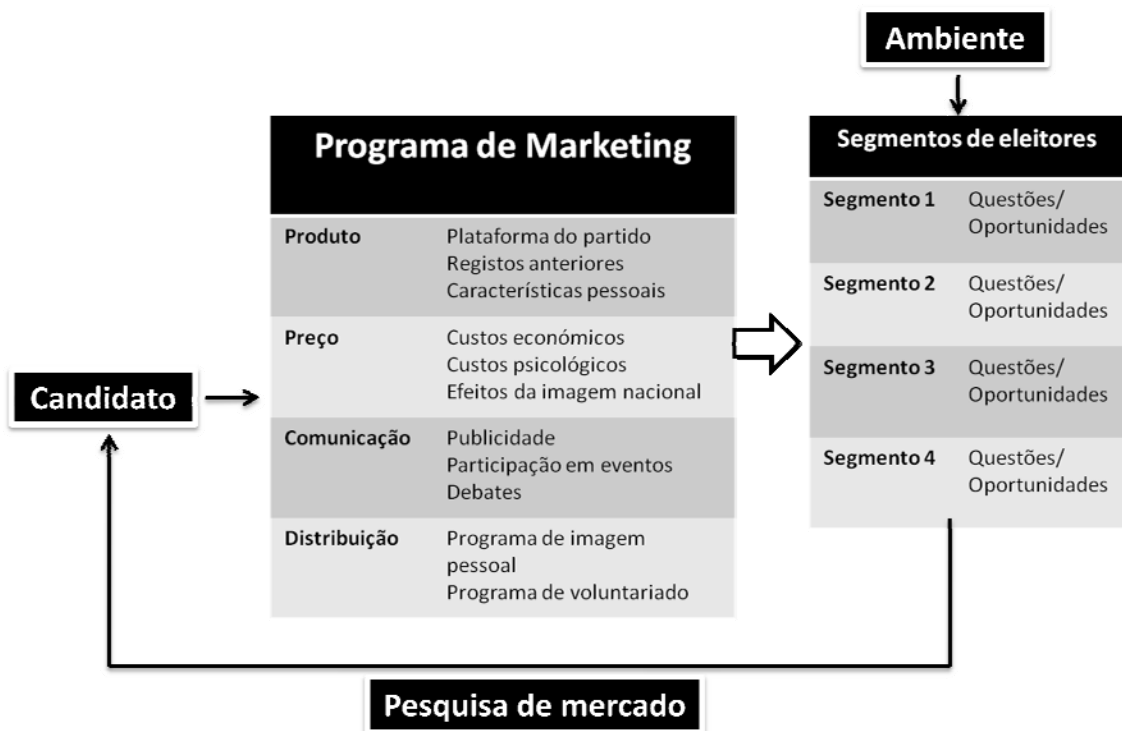 Ambiente
Programa de Marketing
Segmentos de eleitores
Produto
Plataforma do partido
Registos anteriores
Características pessoais
Preço
Custos económicos
Custos psicológicos
Efeitos da imagem nacional
Comunicação
Publicidade
Participação em eventos
Debates
Distribuição
Programa de imagem
pessoal
Programa de voluntariado
Segmento 1
Questões/
Oportunidades
Segmento 2
Questões/
Oportunidades
Segmento 3
Questões/
Oportunidades
Segmento 4
Questões/
Oportunidades
Candidato
Pesquisa de mercado